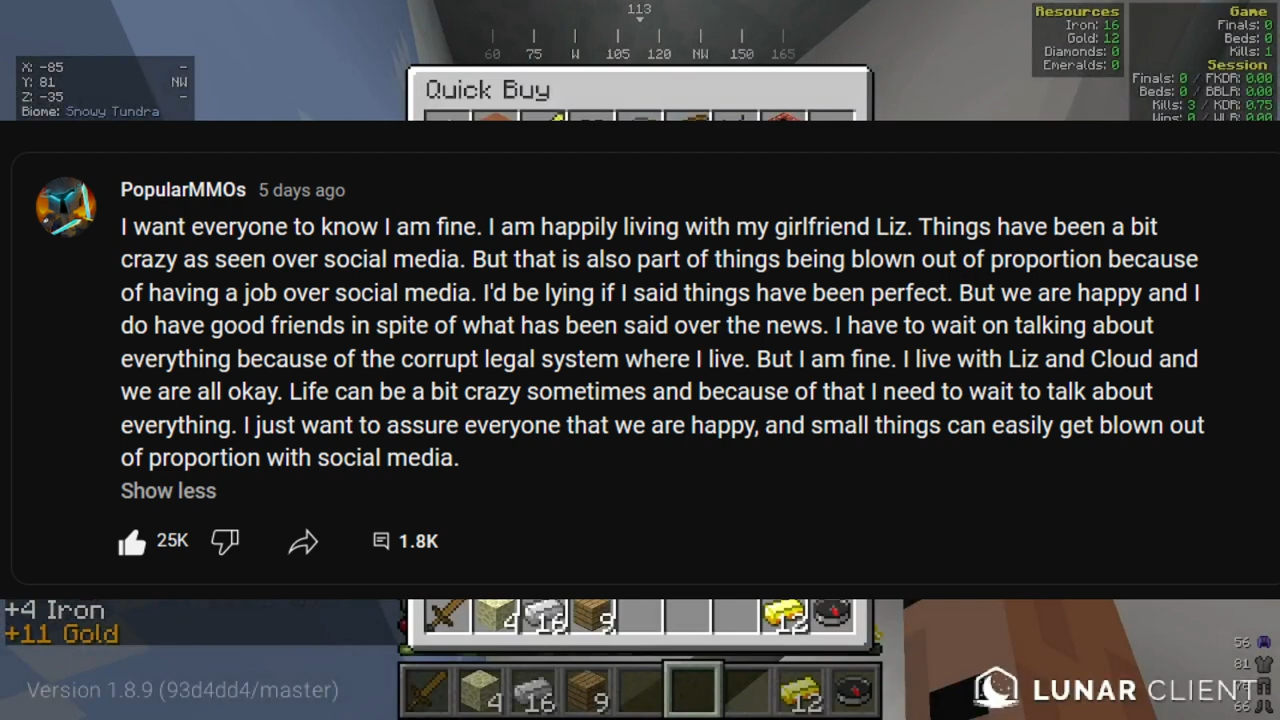 113
60 75 W 105 120 NW 150 165
X: -85 -
Y: 81 NW
Z: -35 -
Biome: Snowy Tundra
Resources
Iron: 16
Gold: 12
Diamonds: 0
Emeralds: 0
Game
Finals: 0
Beds: 0
Kills: 1
Session
Finals: 0 / FKDR: 0.00
Beds: 0 / BBLR: 0.00
Kills: 3 / KDR: 0.75
Wins: 0 / WLR: 0.00
Quick Buy
PopularMMOs 5 days ago
I want everyone to know I am fine. I am happily living with my girlfriend Liz. Things have been a bit
crazy as seen over social media. But that is also part of things being blown out of proportion because
of having a job over social media. I'd be lying if I said things have been perfect. But we are happy and I
do have good friends in spite of what has been said over the news. I have to wait on talking about
everything because of the corrupt legal system where I live. But I am fine. I live with Liz and Cloud and
we are all okay. Life can be a bit crazy sometimes and because of that I need to wait to talk about
everything. I just want to assure everyone that we are happy, and small things can easily get blown out
of proportion with social media.
Show less
25K 1.8K
+4 Iron
+11 Gold
4 16 9 12
4 16 9 12
Version 1.8.9 (93d4dd4/master)
56
81
66
LUNAR CLIENT